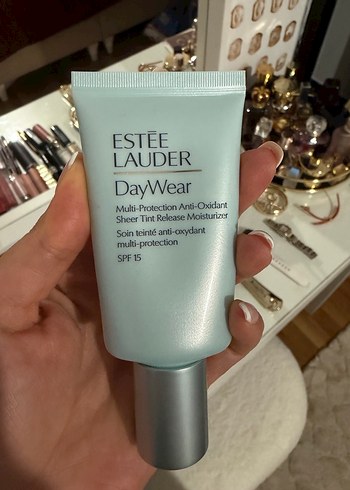 ESTĒE
LAUDER
DayWear
Multi-Protection Anti-Oxidant
Sheer Tint Release Moisturizer
Soin teinté anti-oxydant
multi-protection
SPF 15